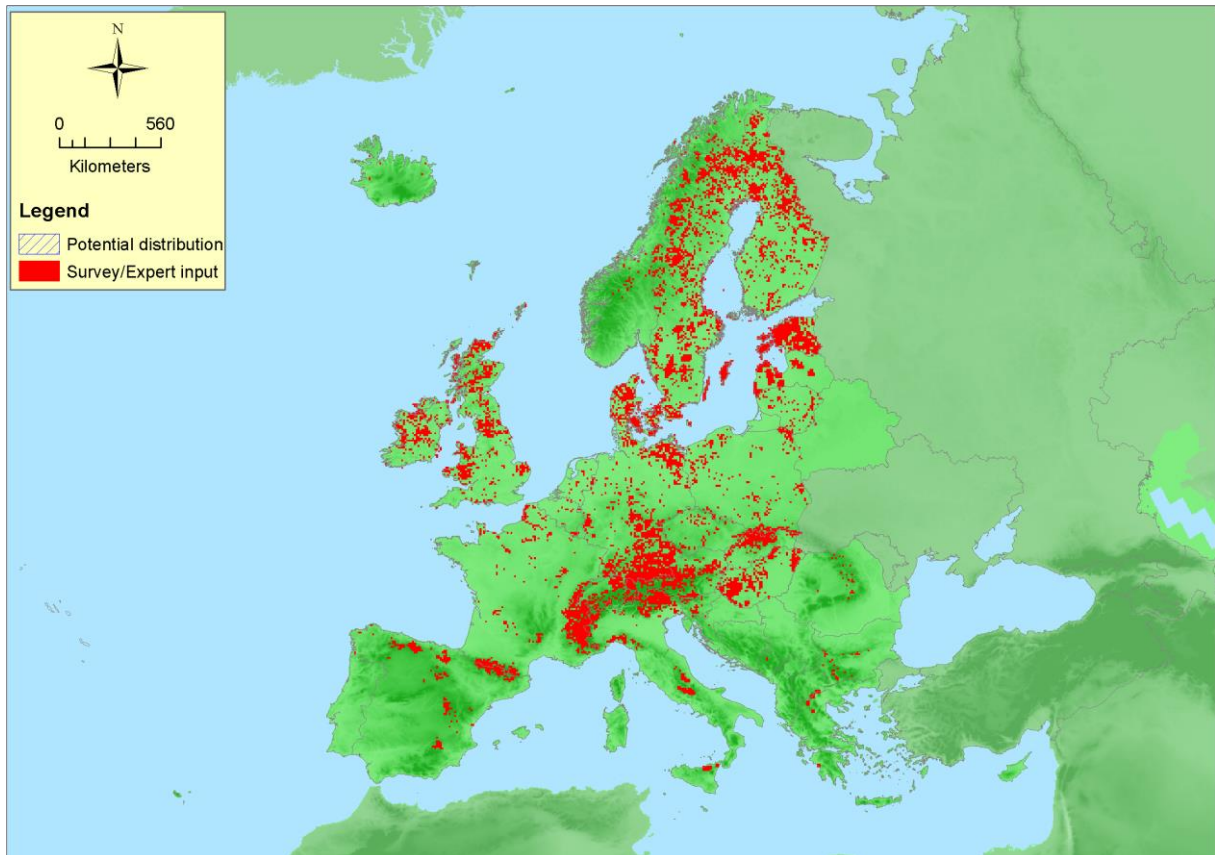 N
0 560
Kilometers
Legend
Potential distribution
Survey/Expert input